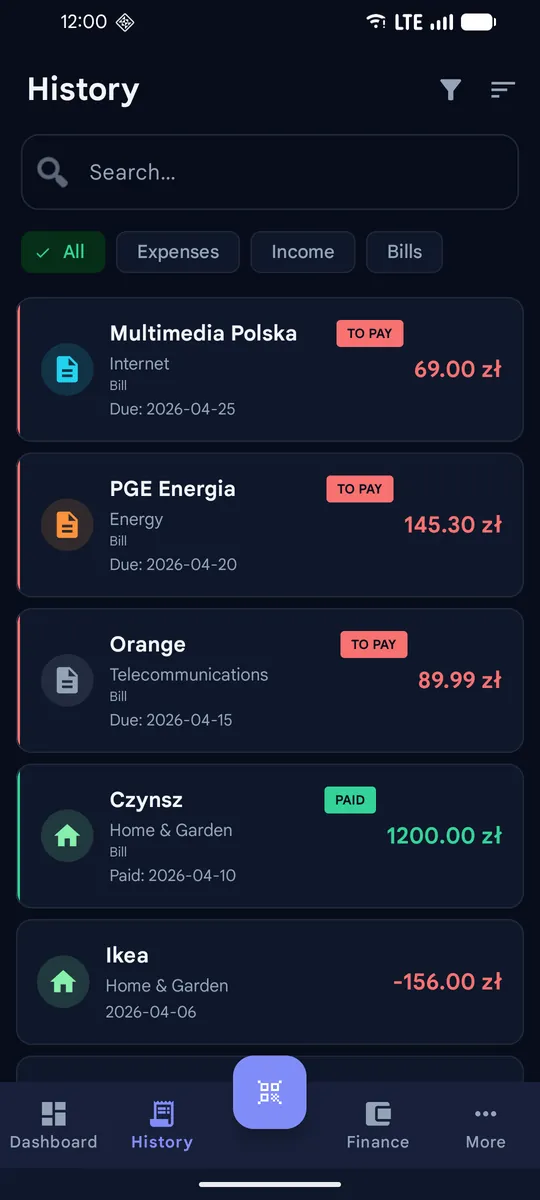 12:00
LTE
History
Search...
All
Expenses
Income
Bills
Multimedia Polska
TO PAY
Internet
69.00 zł
Bill
Due: 2026-04-25
PGE Energia
TO PAY
Energy
145.30 zł
Bill
Due: 2026-04-20
Orange
TO PAY
Telecommunications
89.99 zł
Bill
Due: 2026-04-15
Czynsz
PAID
Home & Garden
1200.00 zł
Bill
Paid: 2026-04-10
Ikea
Home & Garden
-156.00 zł
2026-04-06
Dashboard
History
Finance
More